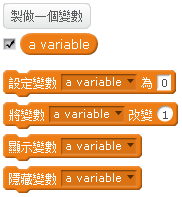 製做一個變數
a variable
設定變數 a variable 為 0
將變數 a variable 改變 1
顯示變數 a variable
隱藏變數 a variable